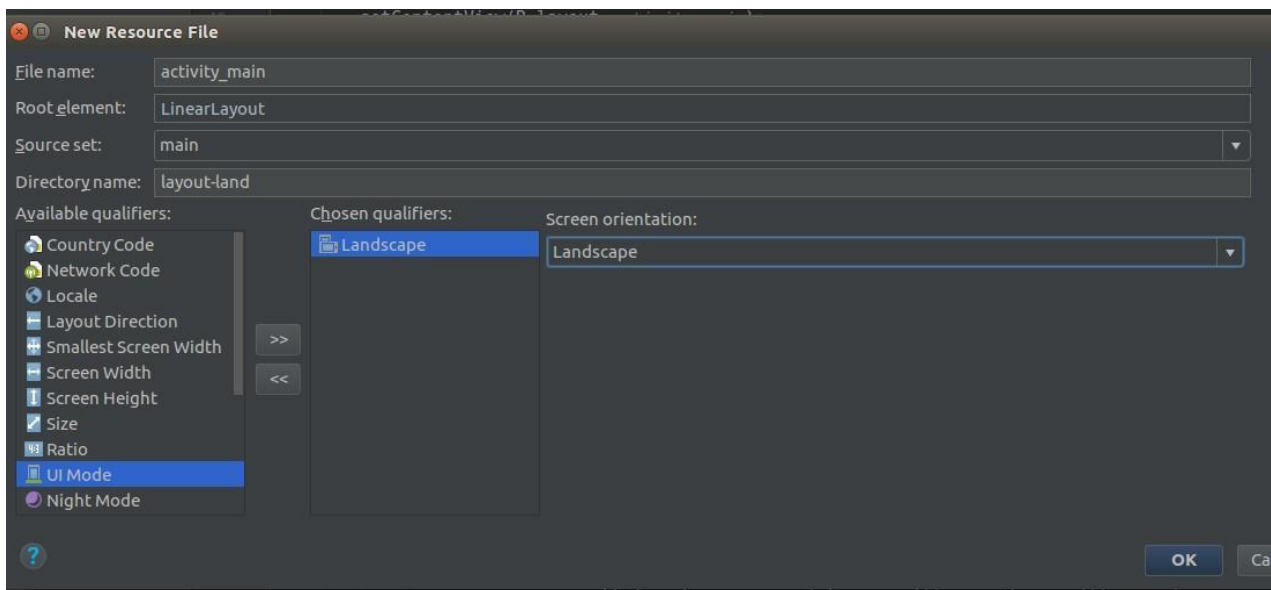 New Resource File
File name: activity_main
Root element: LinearLayout
Source set: main
Directory name: layout-land
Available qualifiers: Chosen qualifiers: Screen orientation:
Country Code Landscape Landscape
Network Code
Locale
Layout Direction
Smallest Screen Width >>
Screen Width <<
Screen Height
Size
Ratio
UI Mode
Night Mode
? OK Ca